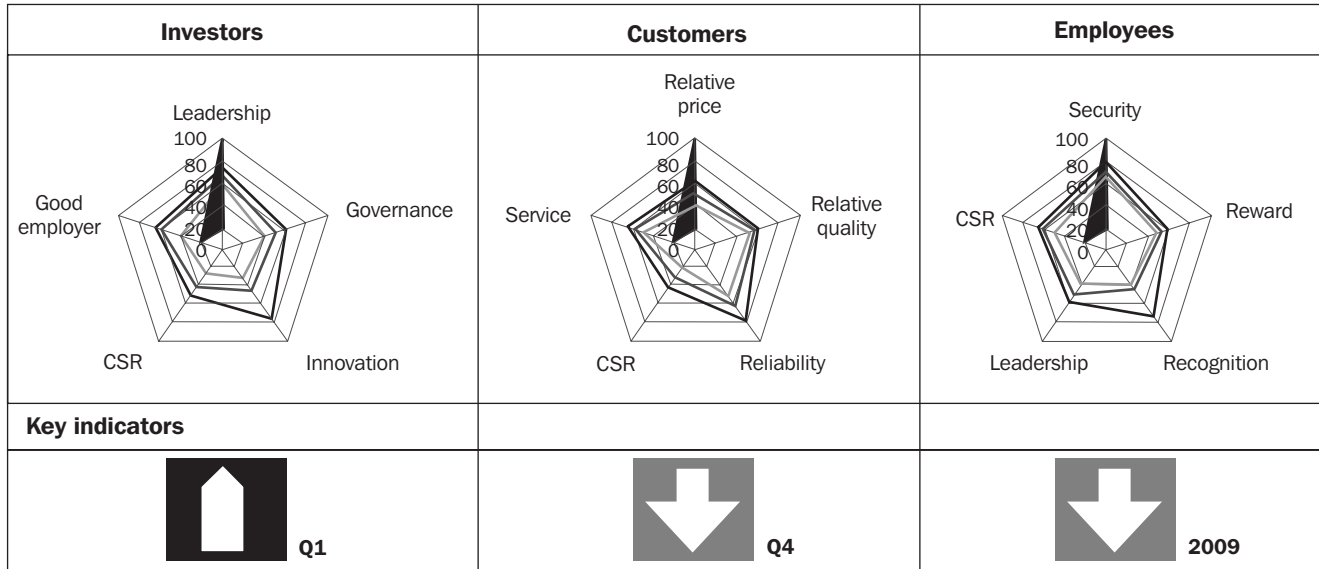 Investors
Customers
Employees
Leadership
100
80
60
40
20
0
Good
employer
Governance
CSR
Innovation
Relative
price
100
80
60
40
20
0
Service
Relative
quality
CSR
Reliability
Security
100
80
60
40
20
0
CSR
Reward
Leadership
Recognition
Key indicators
Q1
Q4
2009